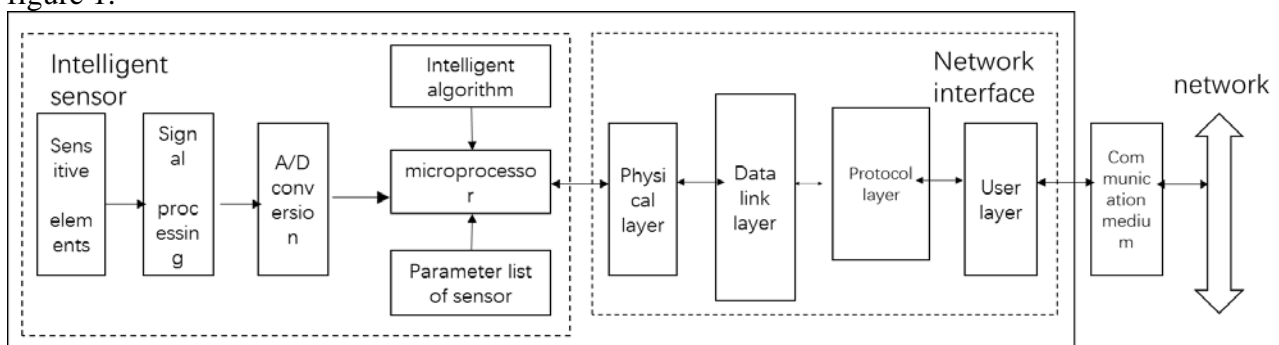 figure 1.
Intelligent
sensor
Sens
itive
elem
ents
Sign
al
proc
essin
g
A/D
conv
ersio
n
Intelligent
algorithm
microprocesso
r
Parameter list
of sensor
Network
interface
Physi
cal
layer
Data
link
layer
Protocol
layer
User
layer
Com
munic
ation
mediu
m
network